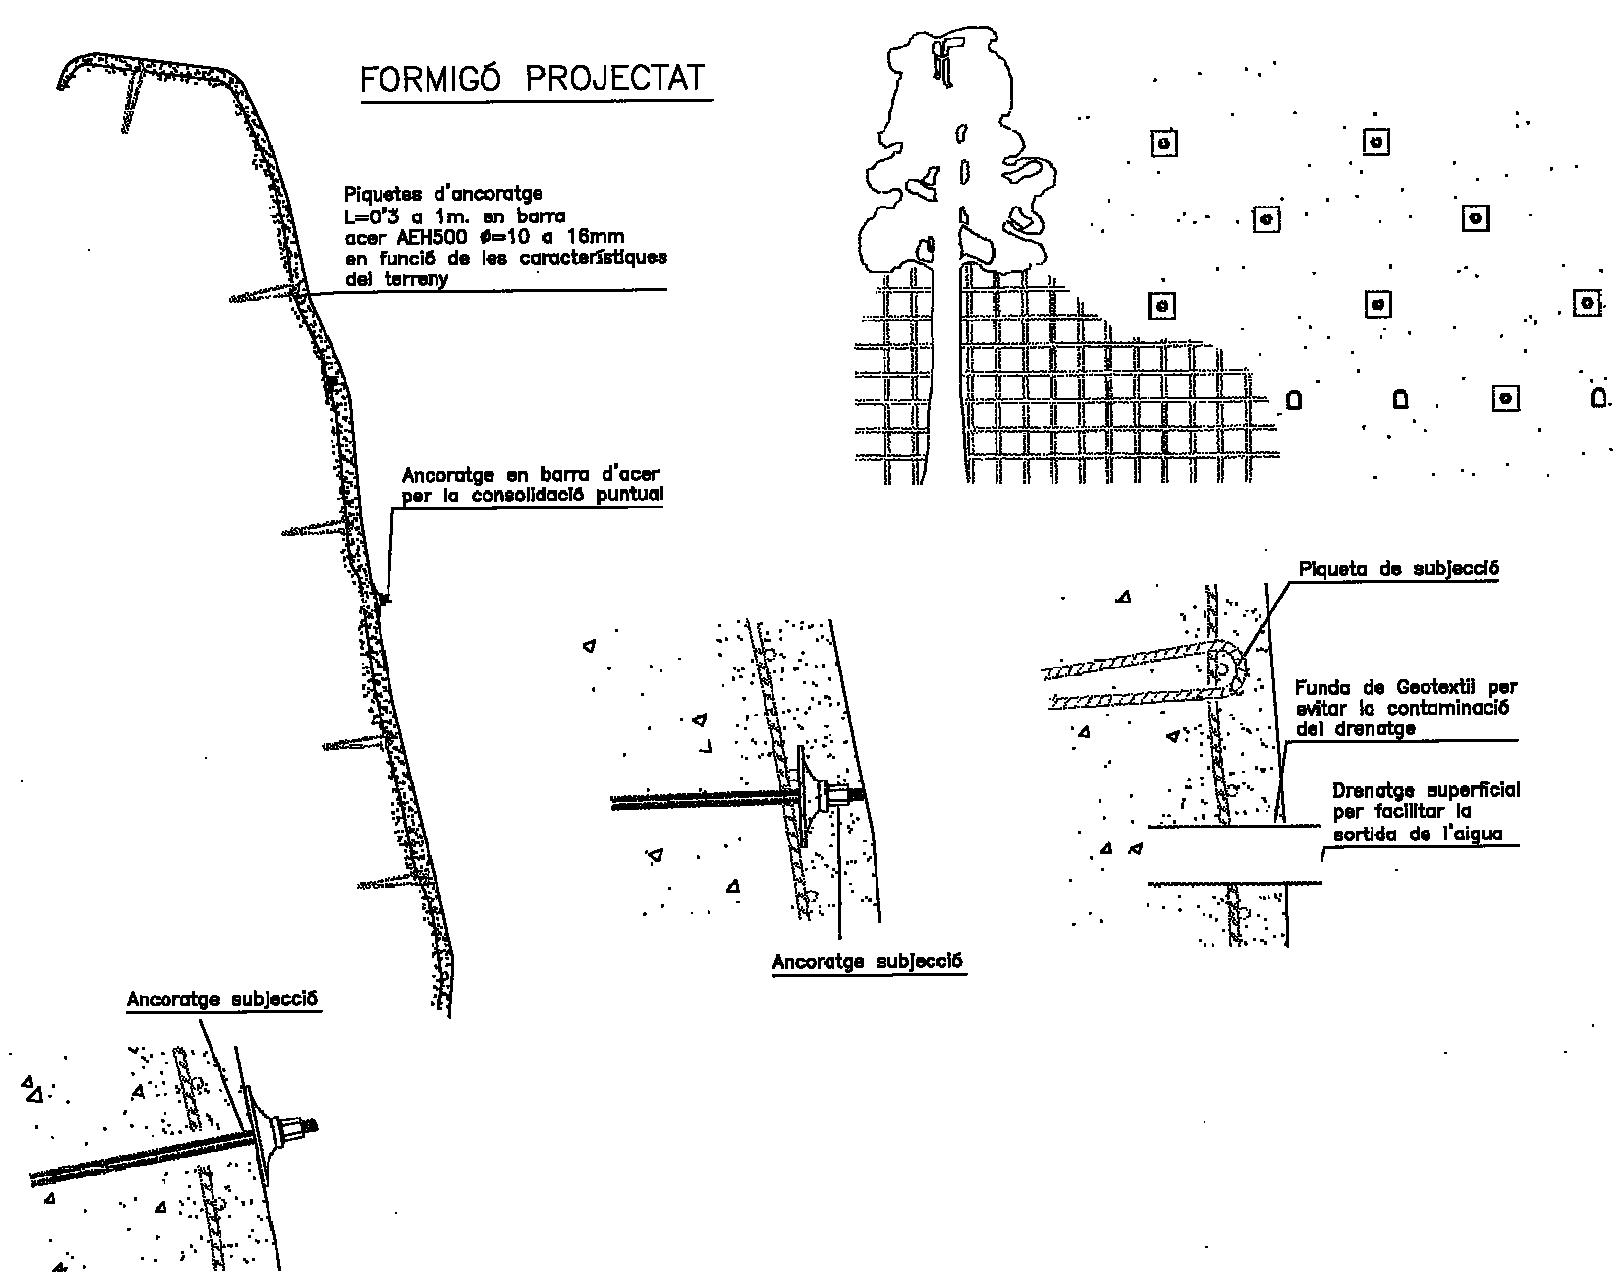 FORMIGÓ PROJECTAT
Piquetes d'ancoratge
L=0'3 a 1m. en barra
acer AEH500 ø=10 a 16mm
en funció de les característiques
del terreny
Ancoratge en barra d'acer
per la consolidació puntual
Piqueta de subjecció
Funda de Geotextil per
evitar la contaminació
del drenatge
Drenatge superficial
per facilitar la
sortida de l'aigua
Ancoratge subjecció
Ancoratge subjecció